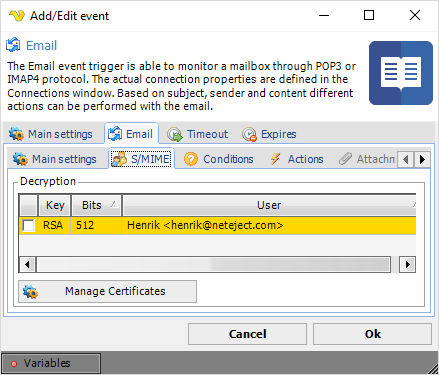 Add/Edit event
Email
The Email event trigger is able to monitor a mailbox through POP3 or
IMAP4 protocol. The actual connection properties are defined in the
Connections window. Based on subject, sender and content different
actions can be performed with the email.
Main settings Email Timeout Expires
Main settings S/MIME Conditions Actions Attachm
Decryption
Key Bits User
RSA 512 Henrik <henrik@neteject.com>
Manage Certificates
Cancel Ok
Variables